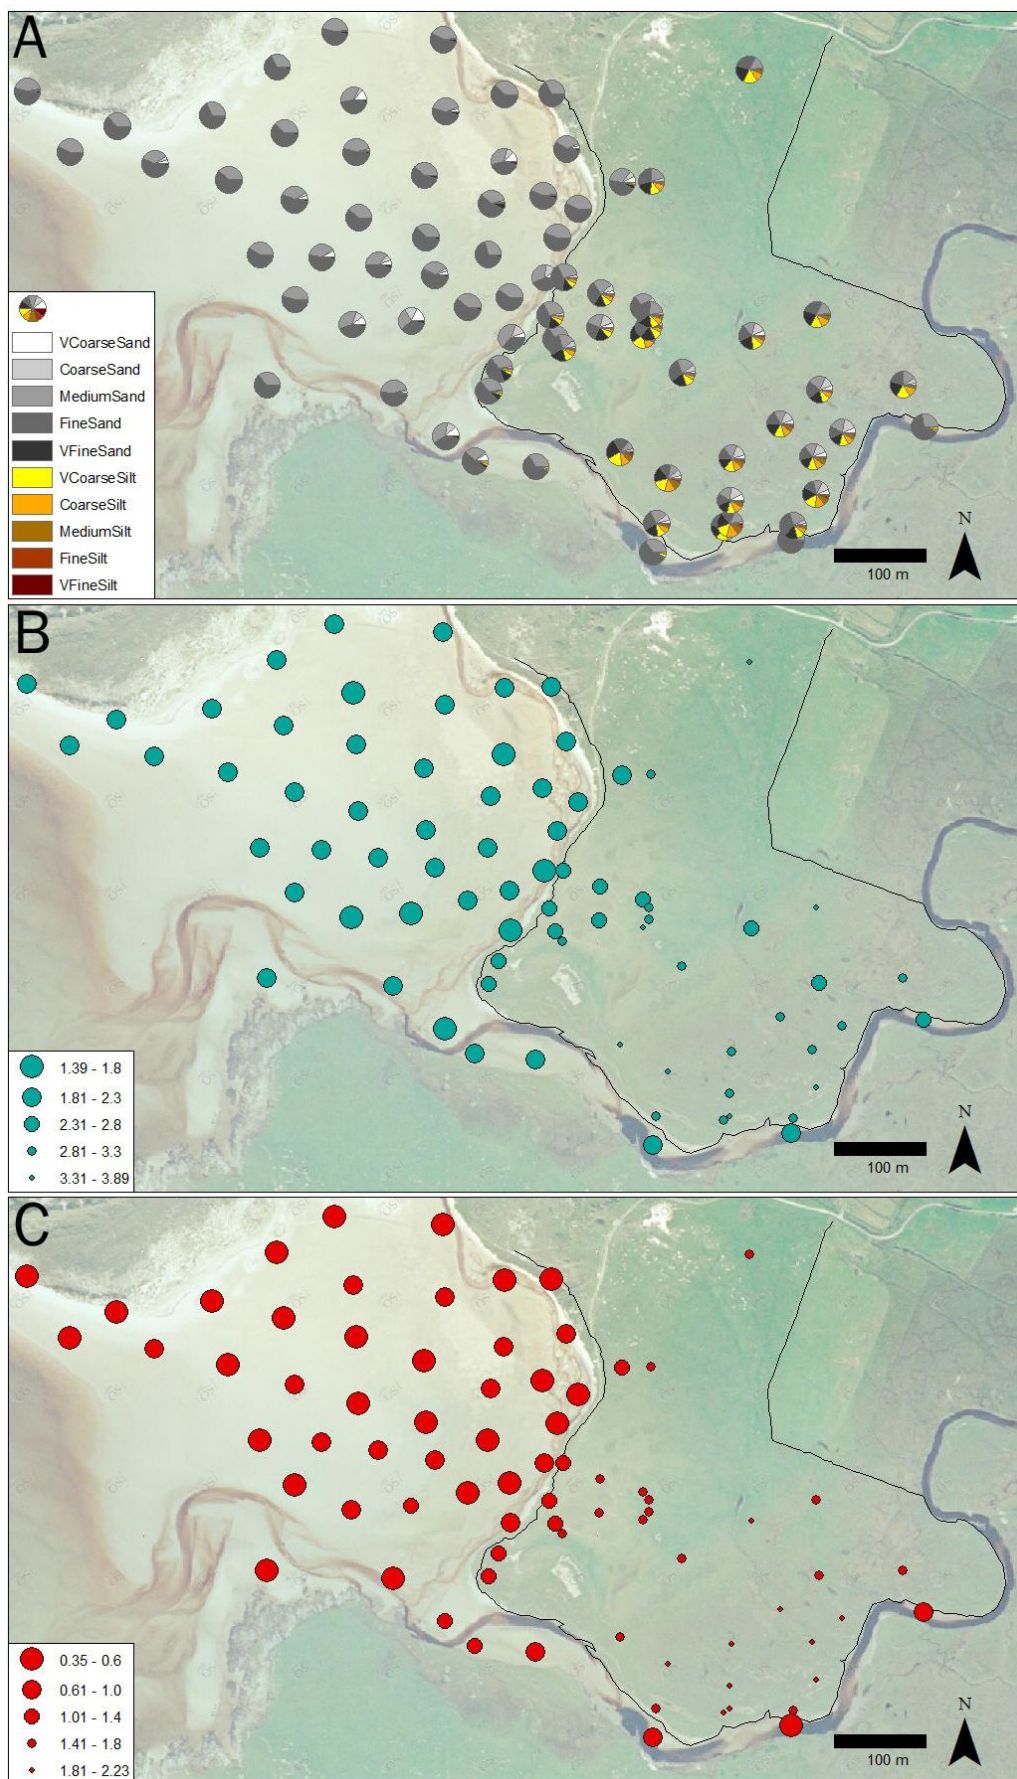 A
VCoarseSand
CoarseSand
MediumSand
FineSand
VFineSand
VCoarseSilt
CoarseSilt
MediumSilt
FineSilt
VFineSilt
N
100 m
B
1.39 - 1.8
1.81 - 2.3
2.31 - 2.8
2.81 - 3.3
3.31 - 3.89
N
100 m
C
0.35 - 0.6
0.61 - 1.0
1.01 - 1.4
1.41 - 1.8
1.81 - 2.23
N
100 m